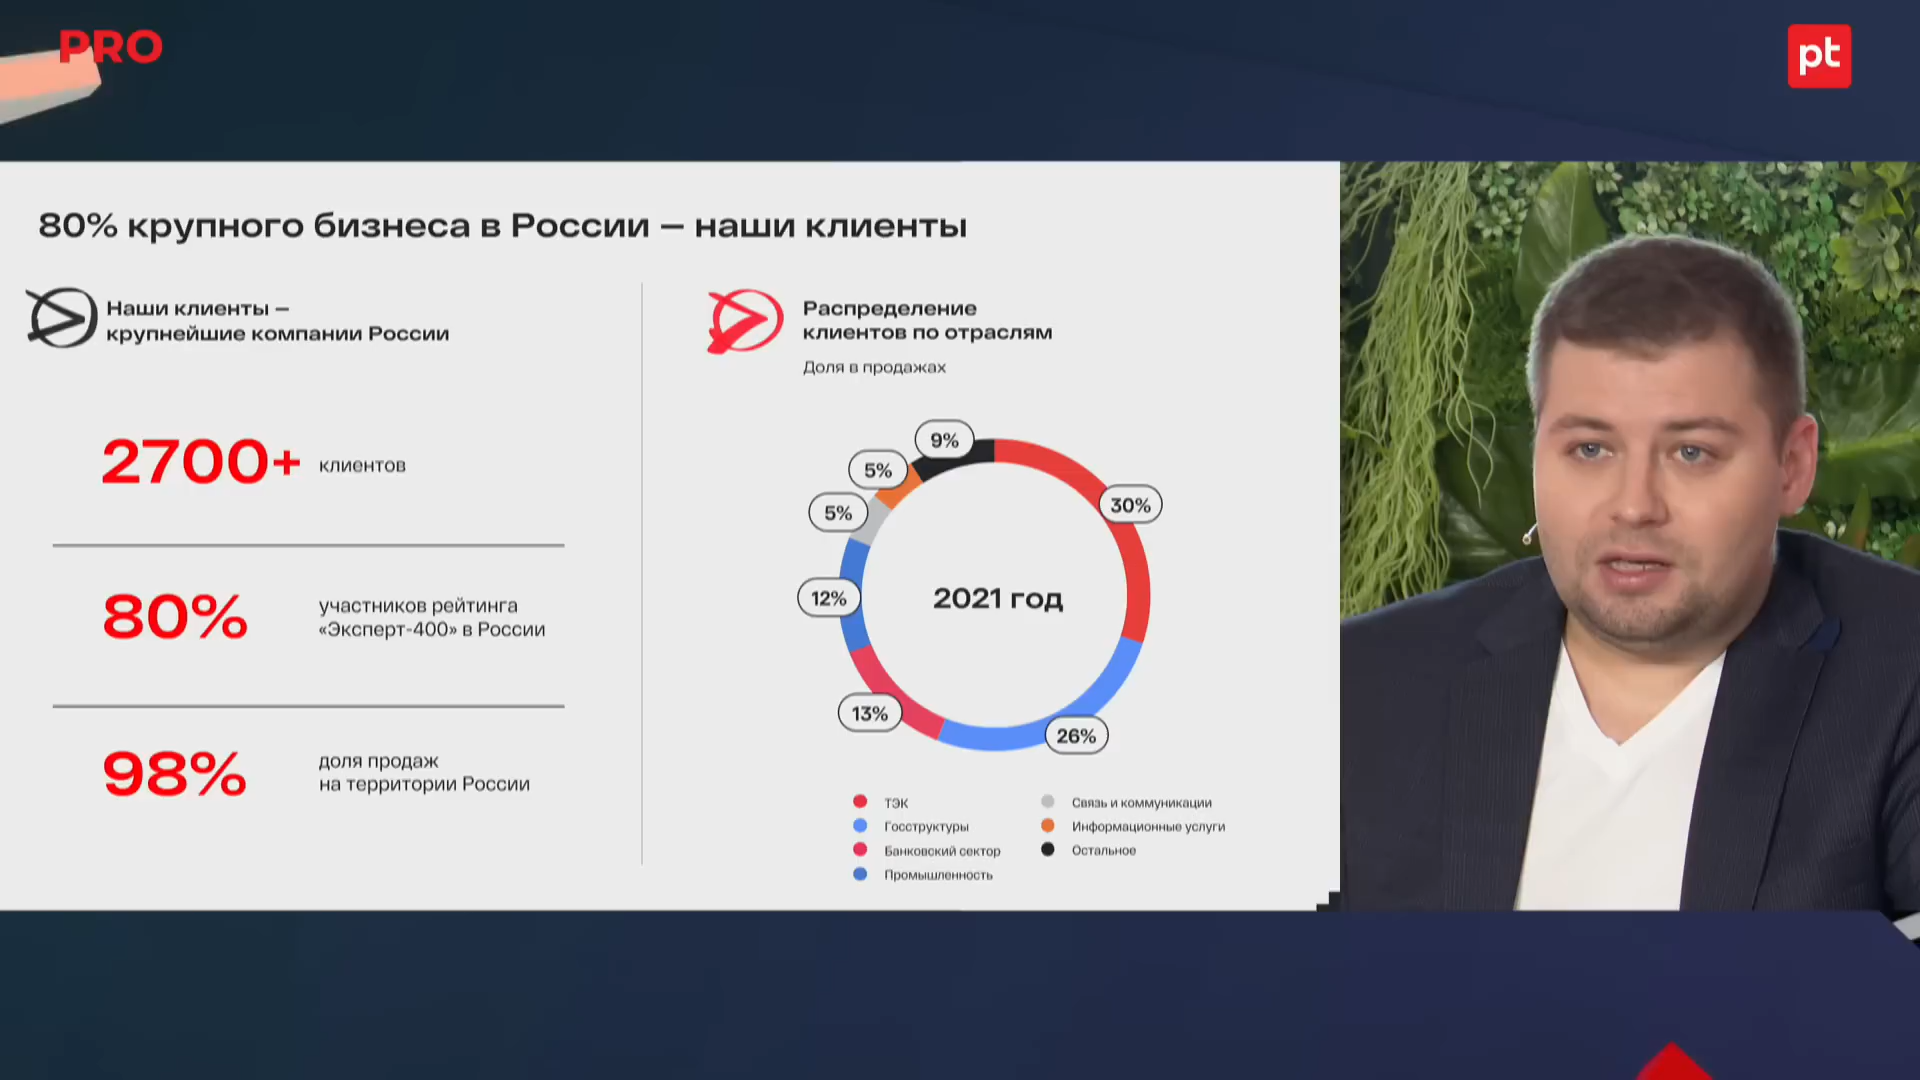 PRO
pt
80% крупного бизнеса в России — наши клиенты
Наши клиенты —
крупнейшие компании России
2700+ клиентов
80%
участников рейтинга
«Эксперт-400» в России
98%
доля продаж
на территории России
Распределение
клиентов по отраслям
Доля в продажах
9%
5%
5%
30%
12%
2021 год
13%
26%
ТЭК
Госструктуры
Банковский сектор
Промышленность
Связь и коммуникации
Информационные услуги
Остальное